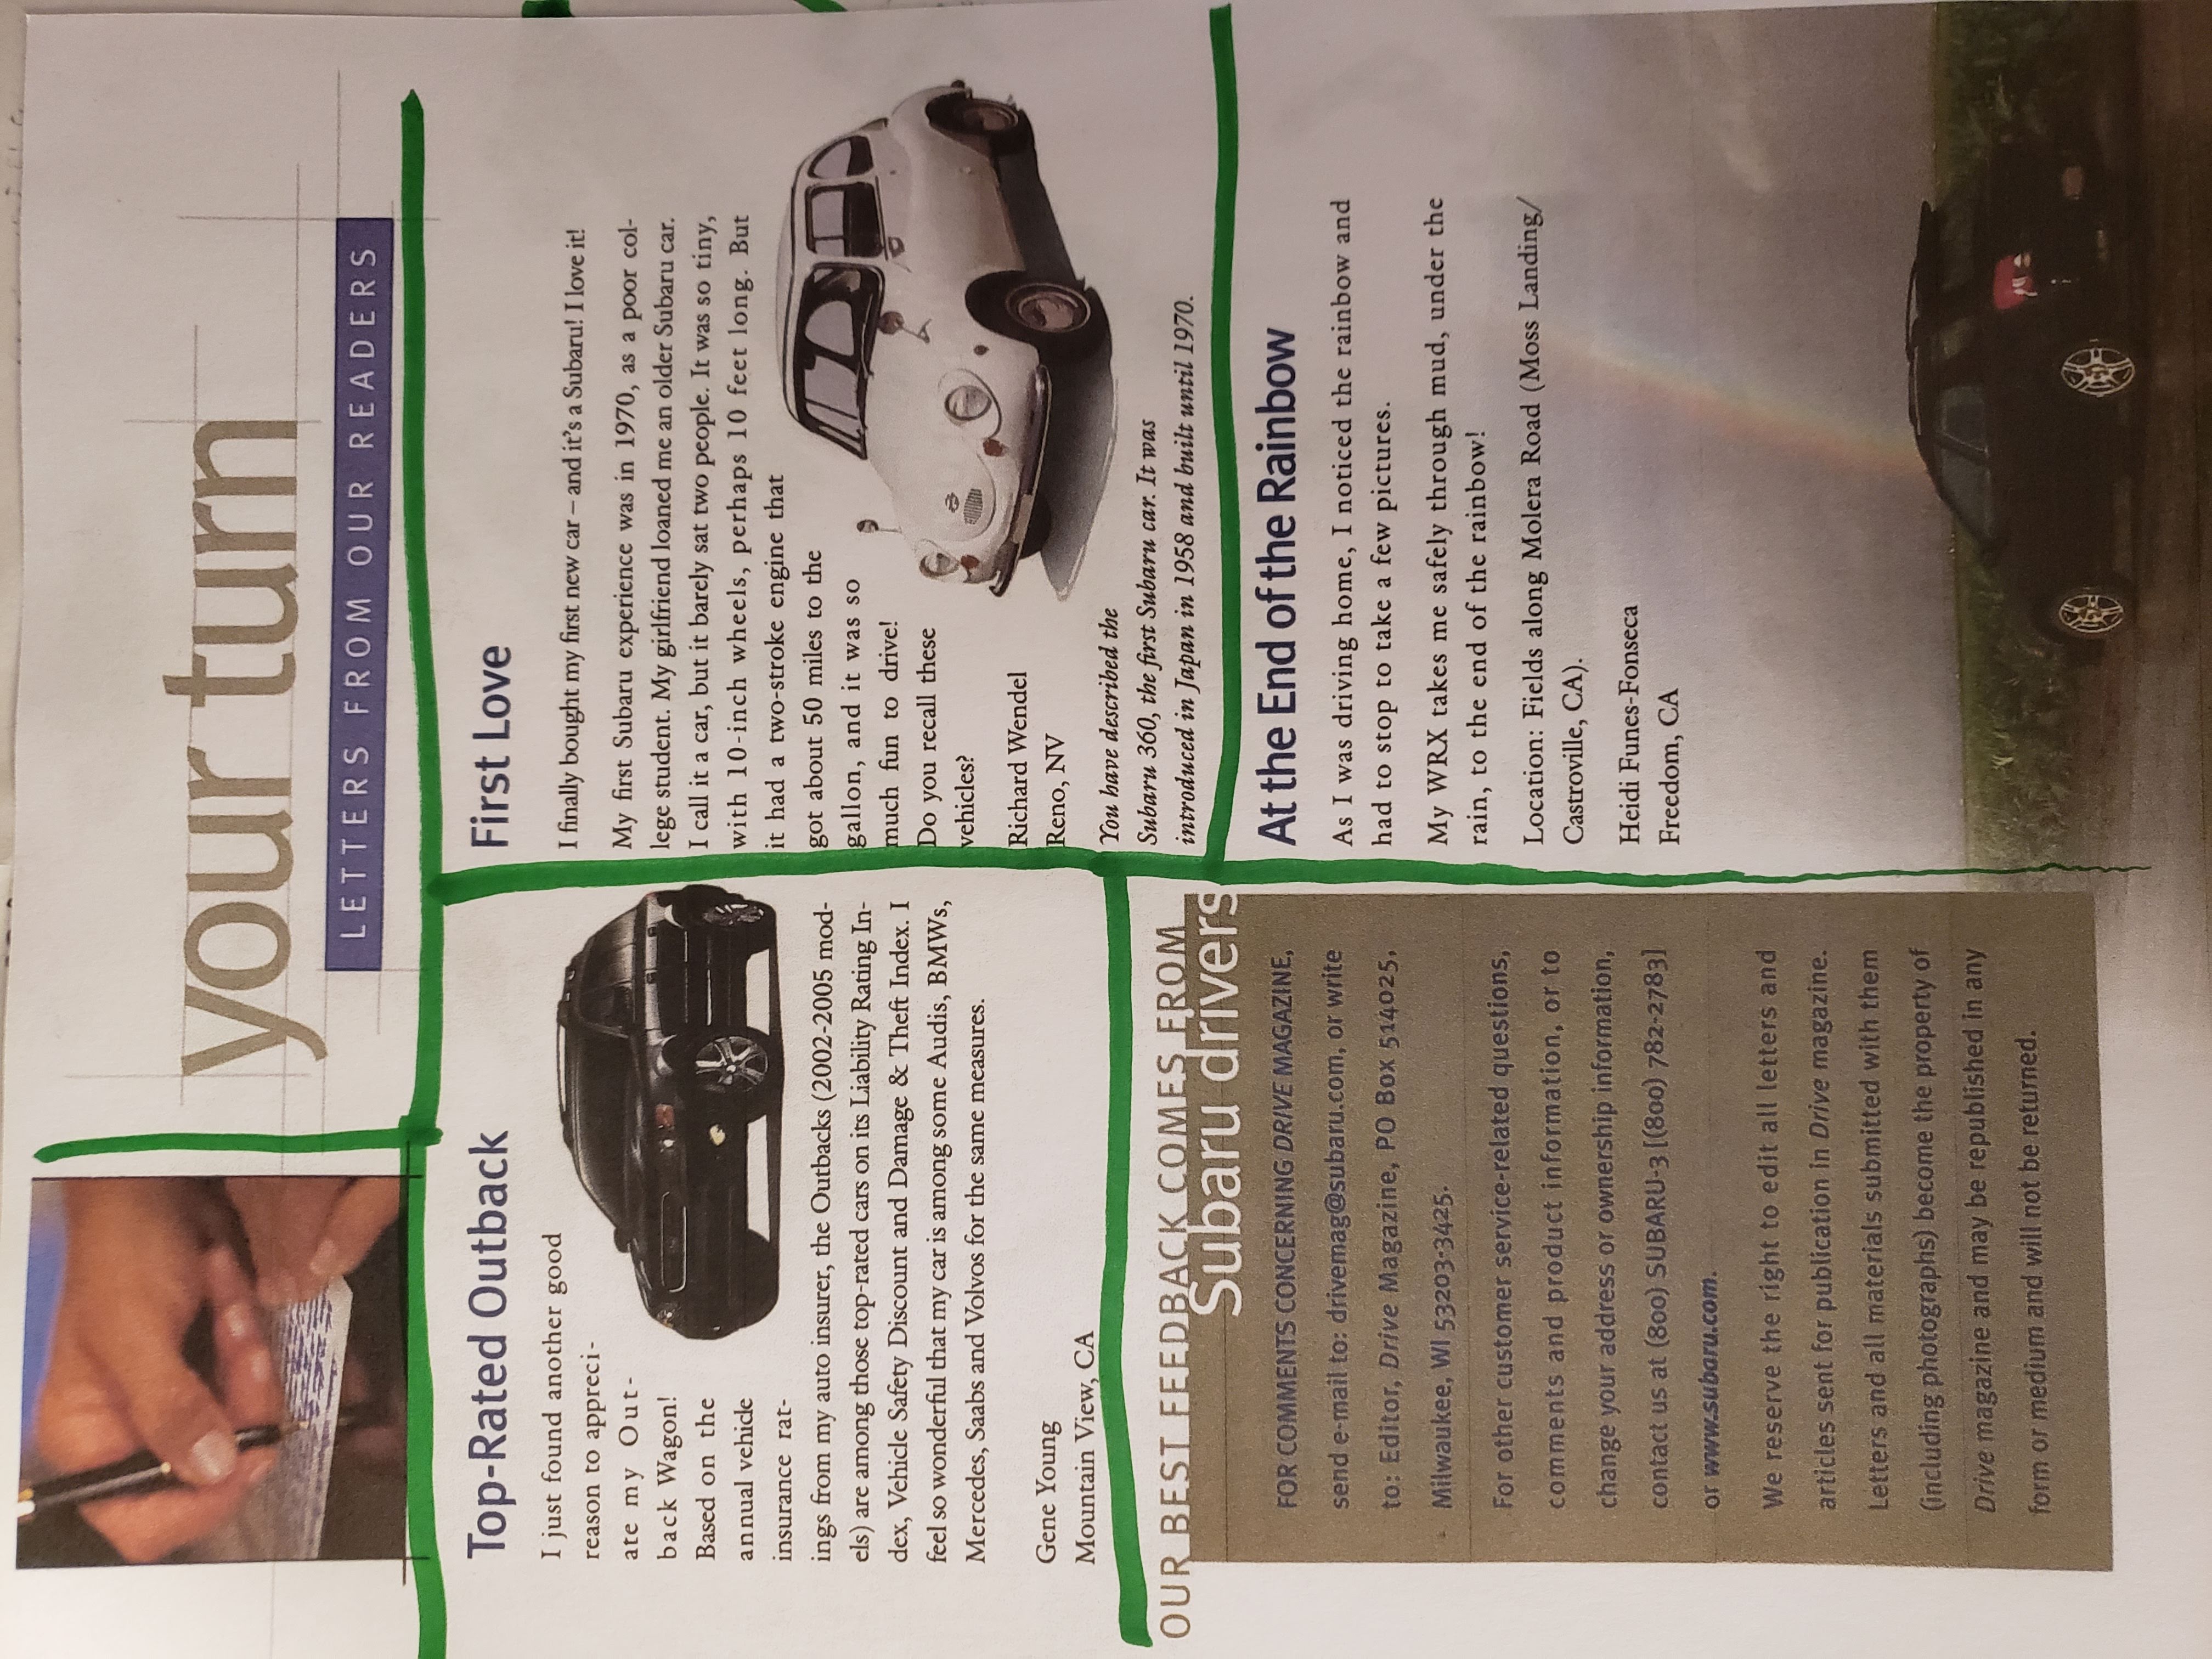 your turn
LETTERS FROM OUR READERS
Top-Rated Outback
I just found another good
reason to appreci-
ate my Out-
back Wagon!
Based on the
annual vehicle
insurance rat-
ings from my auto insurer, the Outbacks (2002-2005 mod-
els) are among those top-rated cars on its Liability Rating In-
dex, Vehicle Safety Discount and Damage & Theft Index. I
feel so wonderful that my car is among some Audis, BMWs,
Mercedes, Saabs and Volvos for the same measures.
Gene Young
Mountain View, CA
OUR BEST FEEDBACK COMES FROM
Subaru drivers
FOR COMMENTS CONCERNING DRIVE MAGAZINE,
send e-mail to: drivemag@subaru.com, or write
to: Editor, Drive Magazine, PO Box 514025,
Milwaukee, WI 53203-3425.
For other customer service-related questions,
comments and product information, or to
change your address or ownership information,
contact us at (800) SUBARU-3 [(800) 782-2783]
or www.subaru.com.
We reserve the right to edit all letters and
articles sent for publication in Drive magazine.
Letters and all materials submitted with them
(including photographs) become the property of
Drive magazine and may be republished in any
form or medium and will not be returned.
First Love
I finally bought my first new car – and it's a Subaru! I love it!
My first Subaru experience was in 1970, as a poor col-
lege student. My girlfriend loaned me an older Subaru car.
I call it a car, but it barely sat two people. It was so tiny,
with 10-inch wheels, perhaps 10 feet long. But
it had a two-stroke engine that
got about 50 miles to the
gallon, and it was so
much fun to drive!
Do you recall these
vehicles?
Richard Wendel
Reno, NV
You have described the
Subaru 360, the first Subaru car. It was
introduced in Japan in 1958 and built until 1970.
At the End of the Rainbow
As I was driving home, I noticed the rainbow and
had to stop to take a few pictures.
My WRX takes me safely through mud, under the
rain, to the end of the rainbow!
Location: Fields along Molera Road (Moss Landing/
Castroville, CA).
Heidi Funes-Fonseca
Freedom, CA